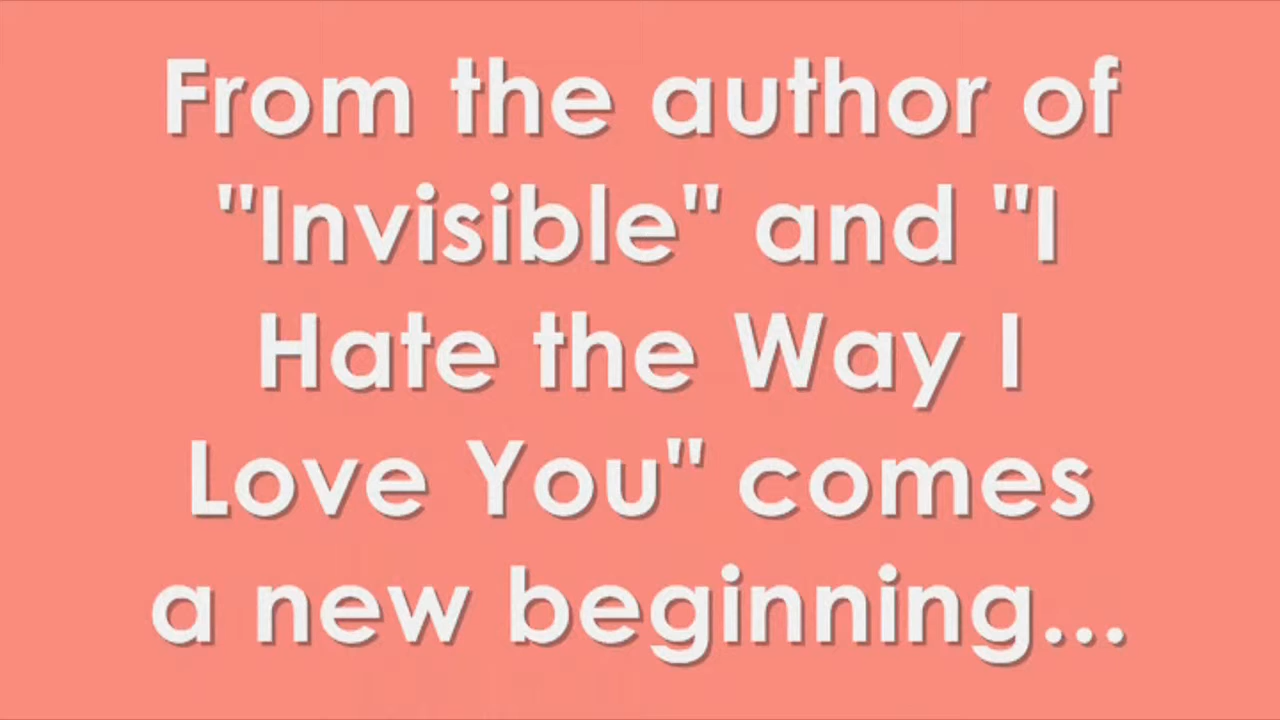 From the author of
"Invisible" and "I
Hate the Way I
Love You" comes
a new beginning...